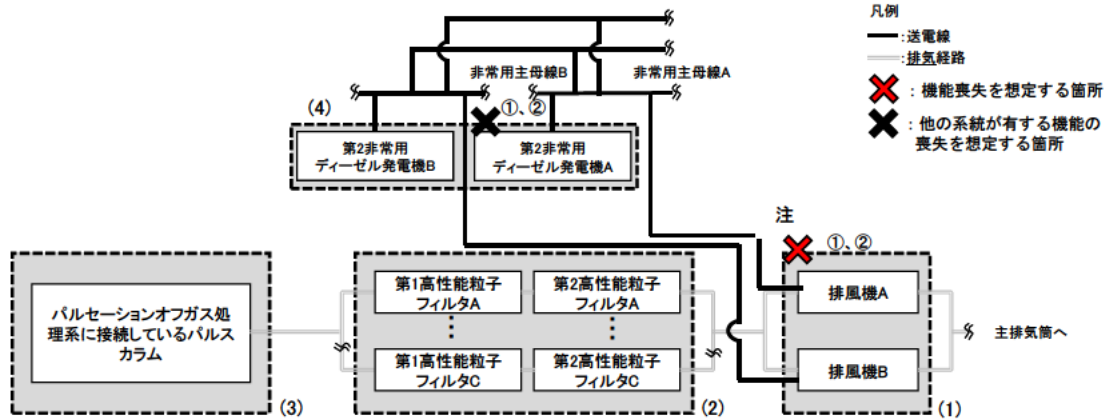 凡例
:送電線
:排気経路
:機能喪失を想定する箇所
:他の系統が有する機能の
喪失を想定する箇所
非常用主母線B
非常用主母線A
(4)
①、②
第2非常用
ディーゼル発電機B
第2非常用
ディーゼル発電機A
注
①、②
パルセーションオフガス処
理系に接続しているパルス
カラム
(3)
第1高性能粒子
フィルタA
第2高性能粒子
フィルタA
第1高性能粒子
フィルタC
第2高性能粒子
フィルタC
(2)
排風機A
排風機B
(1)
主排気筒へ